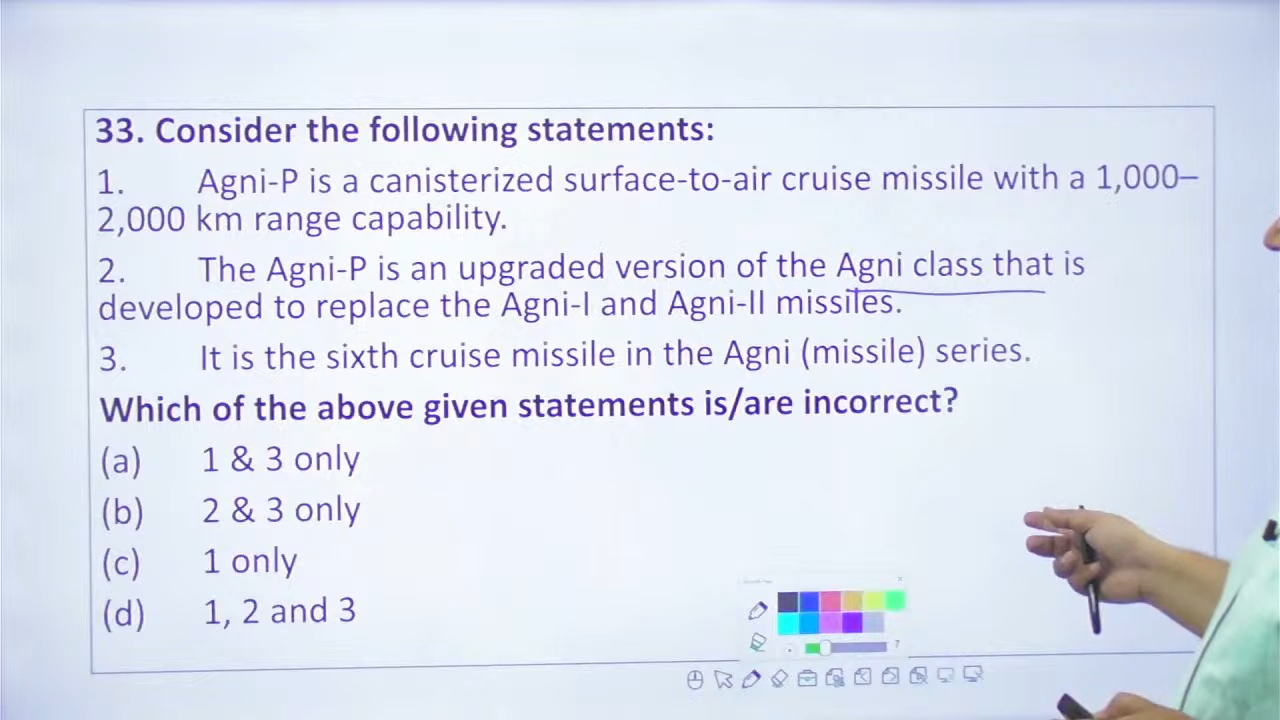 33. Consider the following statements:
1. Agni-P is a canisterized surface-to-air cruise missile with a 1,000–
2,000 km range capability.
2. The Agni-P is an upgraded version of the Agni class that is
developed to replace the Agni-I and Agni-II missiles.
3. It is the sixth cruise missile in the Agni (missile) series.
Which of the above given statements is/are incorrect?
(a) 1 & 3 only
(b) 2 & 3 only
(c) 1 only
(d) 1, 2 and 3
7